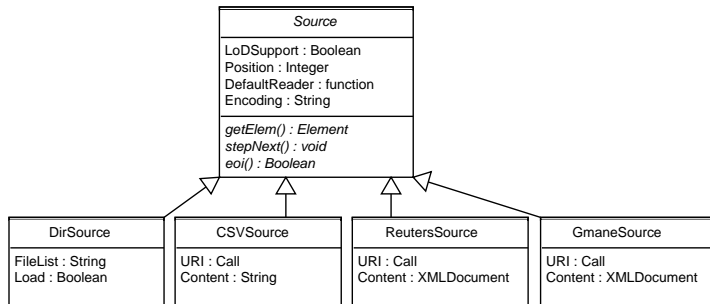 Source
LoDSupport : Boolean
Position : Integer
DefaultReader : function
Encoding : String
getElem() : Element
stepNext() : void
eoi() : Boolean
DirSource
FileList : String
Load : Boolean
CSVSource
URI : Call
Content : String
ReutersSource
URI : Call
Content : XMLDocument
GmaneSource
URI : Call
Content : XMLDocument